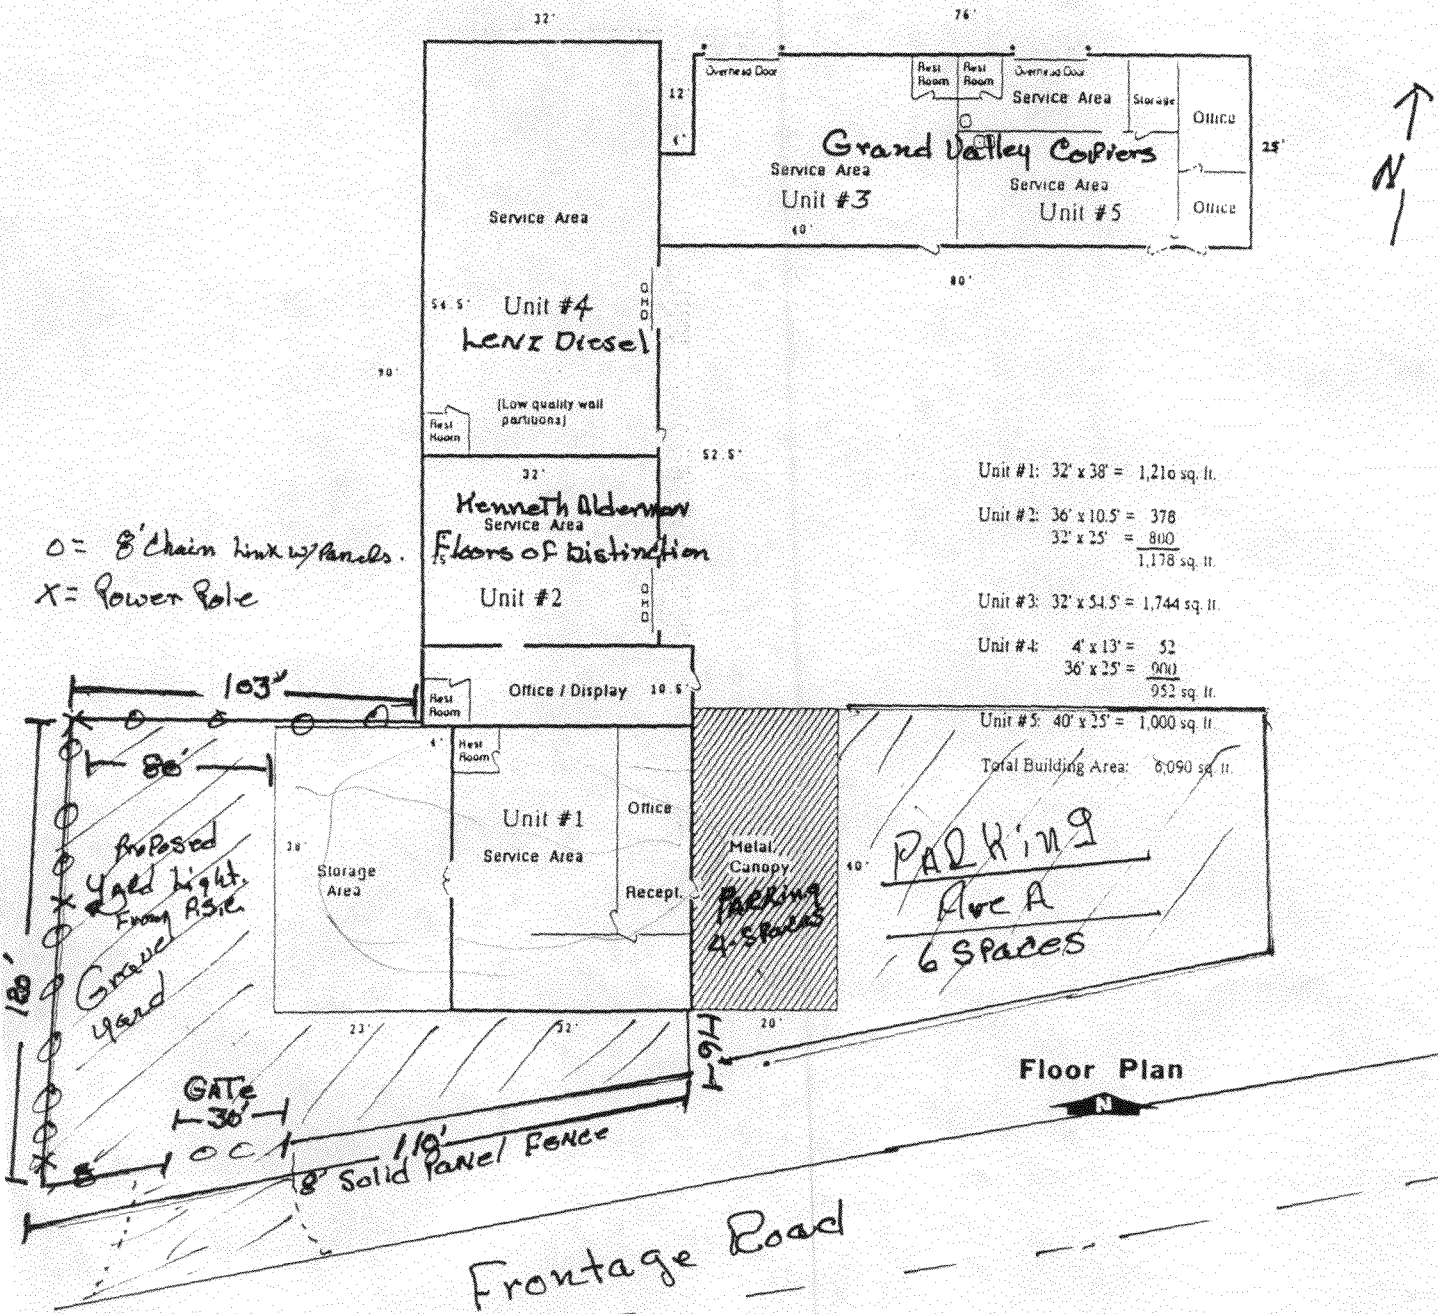 32'
76'
Overhead Door
Rest Room
Rest Room
Overhead Door
Service Area
Storage
Office
12'
4'
Grand Valley Copiers
25'
N
Service Area
Unit #3
Service Area
Unit #5
Office
40'
80'
Service Area
54.5'
Unit #4
OHD
Lenz Diesel
90'
(Low quality wall
partitions)
Rest
Room
52.5'
32'
Kenneth Alderman
Service Area
Floors of Distinction
25'
Unit #2
OHD
O = 8' Chain Link w/ Panels.
X = Power Pole
Unit #1: 32' x 38' = 1,216 sq. ft.
Unit #2: 36' x 10.5' = 378
32' x 25' = 800
1,178 sq. ft.
Unit #3: 32' x 54.5' = 1,744 sq. ft.
Unit #4: 4' x 13' = 52
36' x 25' = 900
952 sq. ft.
Unit #5: 40' x 25' = 1,000 sq. ft.
Total Building Area: 6,090 sq. ft.
103'
Rest
Room
Office / Display
10.5'
80'
4'
Rest
Room
Unit #1
Service Area
Office
Recept.
38'
Storage
Area
Metal
Canopy
Parking
4-Spaces
40'
Parking
Ave A
6 Spaces
Proposed
Yard Light.
From
Gravel
Yard
180'
23'
32'
20'
GATE
30'
118'
8' Solid Panel Fence
Floor Plan
N
Frontage Road